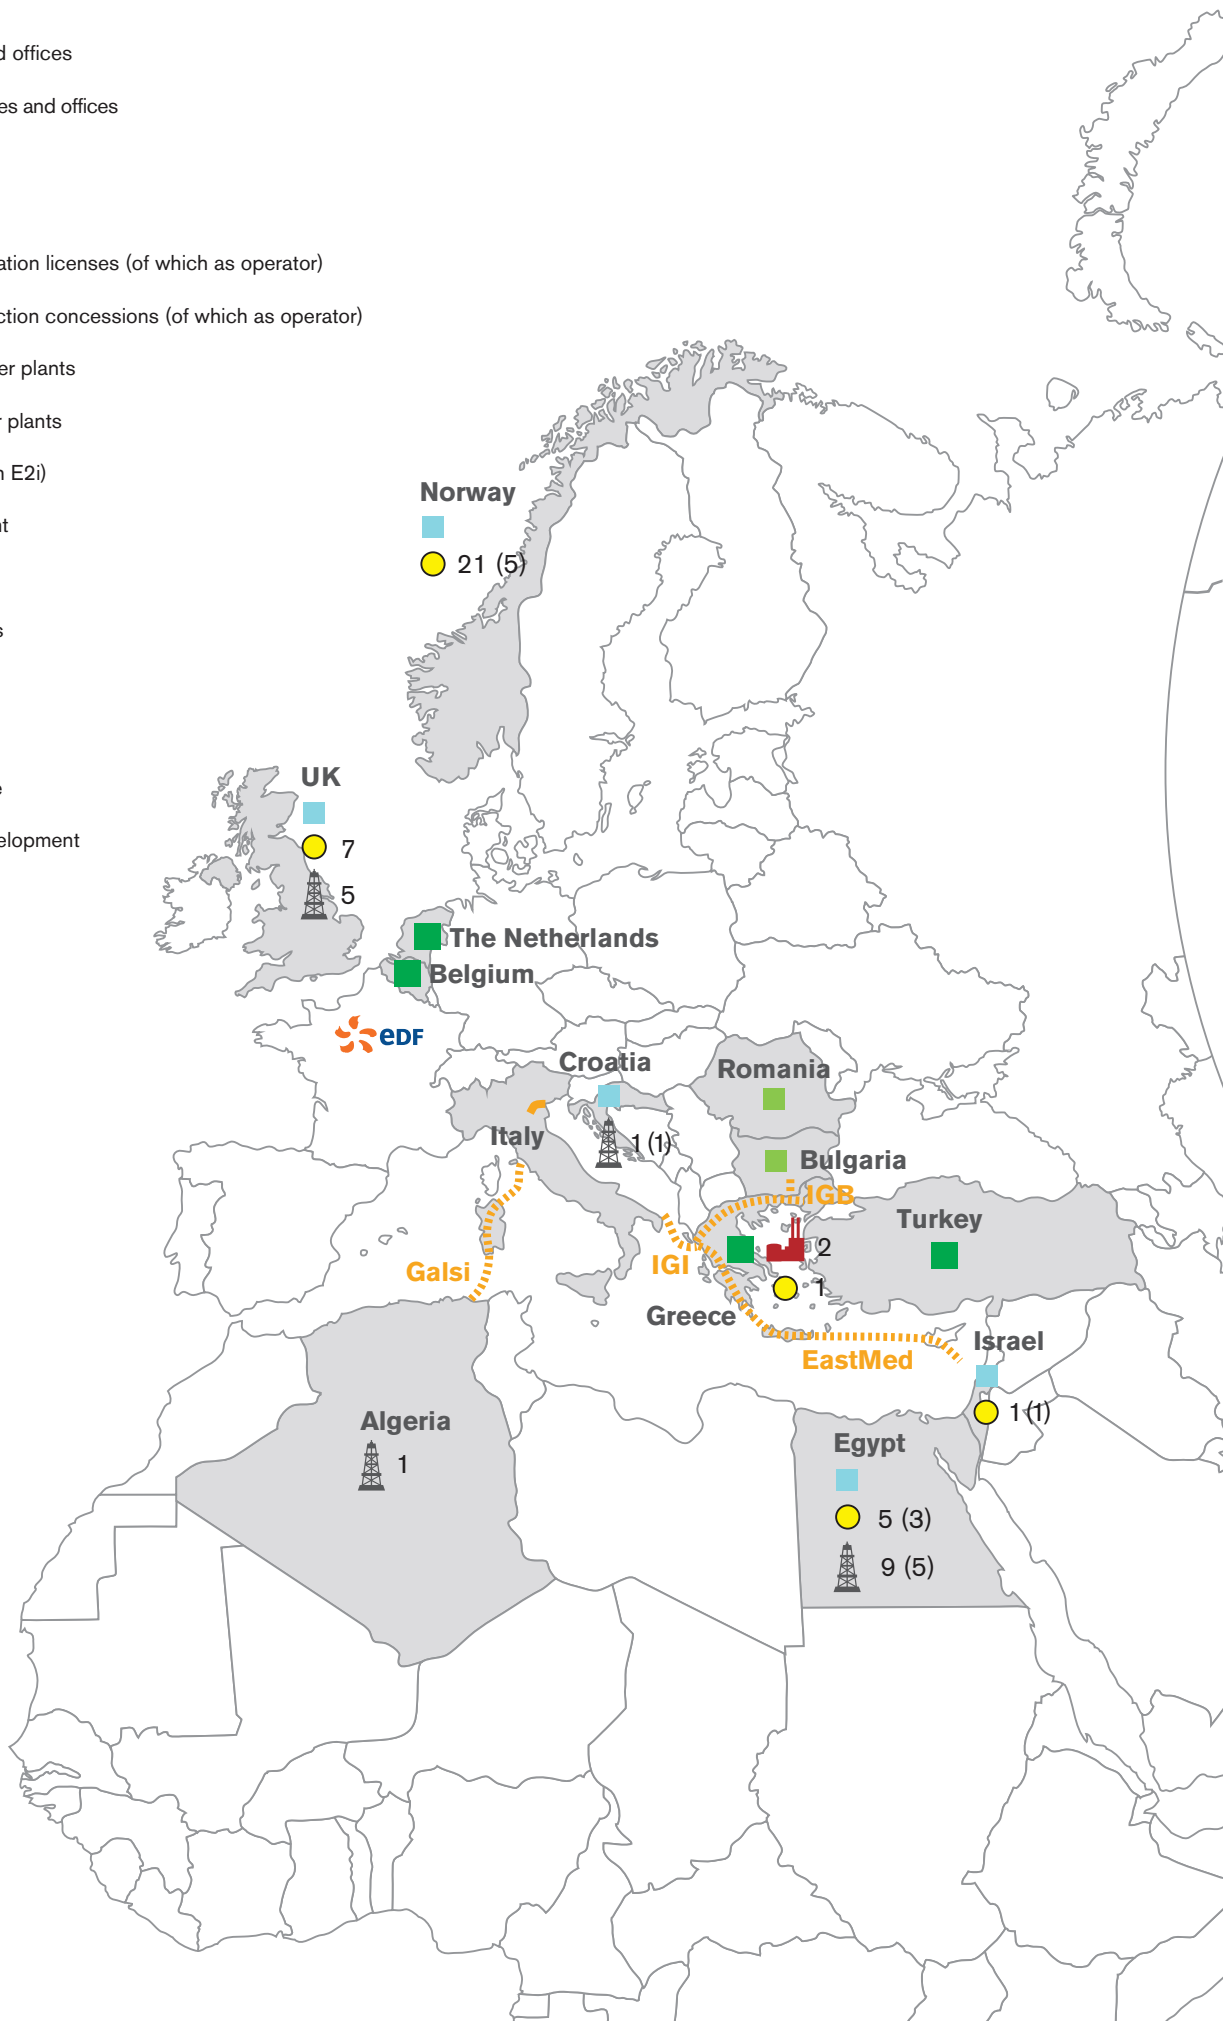 d offices
es and offices
ation licenses (of which as operator)
ction concessions (of which as operator)
er plants
r plants
n E2i)
nt
s
e
elopment
Norway
21 (5)
UK
7
5
The Netherlands
Belgium
eDF
Croatia
1 (1)
Romania
Italy
Bulgaria
IGB
Turkey
2
IGI
Galsi
1
Greece
Israel
EastMed
1 (1)
Algeria
1
Egypt
5 (3)
9 (5)